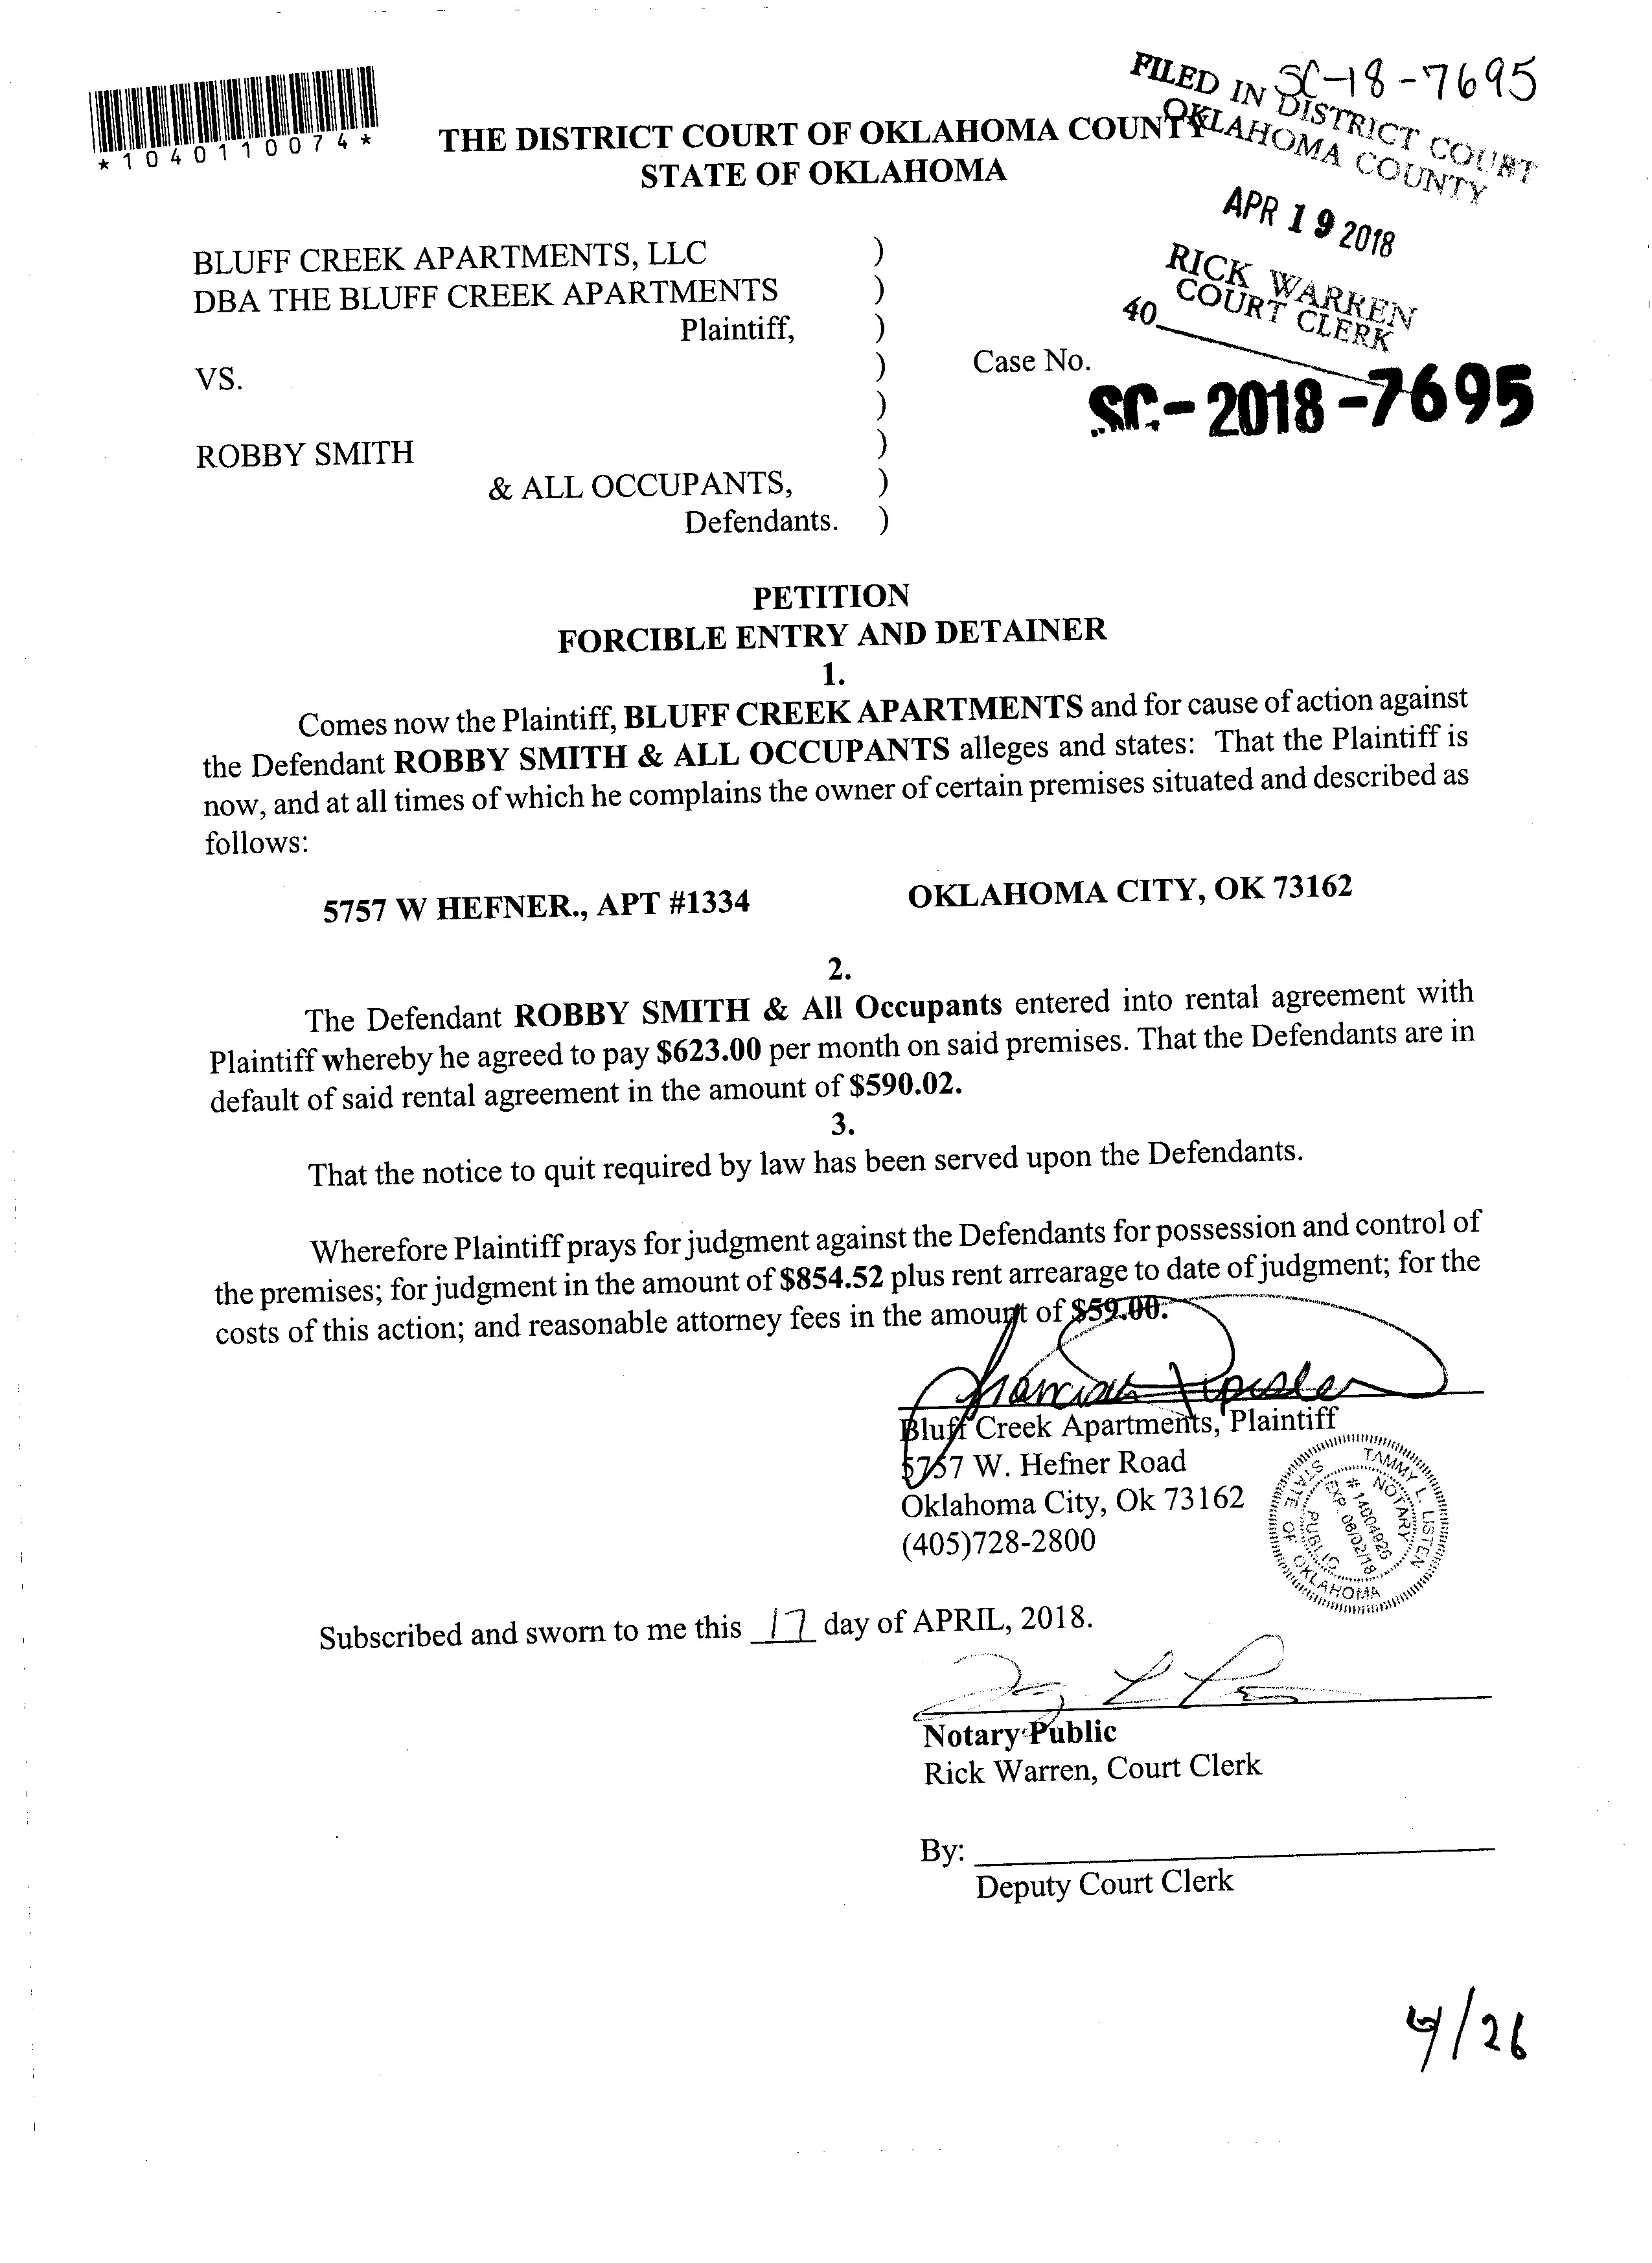 SC-18-7695
FILED IN DISTRICT COURT
OKLAHOMA COUNTY
*1040110074*
THE DISTRICT COURT OF OKLAHOMA COUNTY
STATE OF OKLAHOMA
APR 19 2018
RICK WARREN
COURT CLERK
40
BLUFF CREEK APARTMENTS, LLC )
DBA THE BLUFF CREEK APARTMENTS )
Plaintiff, )
VS. ) Case No.
) SC-2018-7695
ROBBY SMITH )
& ALL OCCUPANTS, )
Defendants. )
PETITION
FORCIBLE ENTRY AND DETAINER
1.
Comes now the Plaintiff, BLUFF CREEK APARTMENTS and for cause of action against
the Defendant ROBBY SMITH & ALL OCCUPANTS alleges and states: That the Plaintiff is
now, and at all times of which he complains the owner of certain premises situated and described as
follows:
5757 W HEFNER., APT #1334 OKLAHOMA CITY, OK 73162
2.
The Defendant ROBBY SMITH & All Occupants entered into rental agreement with
Plaintiff whereby he agreed to pay $623.00 per month on said premises. That the Defendants are in
default of said rental agreement in the amount of $590.02.
3.
That the notice to quit required by law has been served upon the Defendants.
Wherefore Plaintiff prays for judgment against the Defendants for possession and control of
the premises; for judgment in the amount of $854.52 plus rent arrearage to date of judgment; for the
costs of this action; and reasonable attorney fees in the amount of $59.00.
Bluff Creek Apartments, Plaintiff
5757 W. Hefner Road
Oklahoma City, Ok 73162
(405)728-2800
TAMMY L. LISTEN
NOTARY
# 14004926
EXP. 06/02/18
PUBLIC
STATE OF OKLAHOMA
Subscribed and sworn to me this 17 day of APRIL, 2018.
Notary Public
Rick Warren, Court Clerk
By:
Deputy Court Clerk
4/26